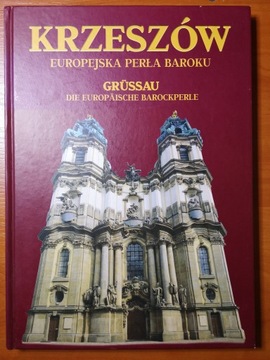 KRZESZÓW
EUROPEJSKA PERŁA BAROKU
GRÜSSAU
DIE EUROPÄISCHE BAROCKPERLE